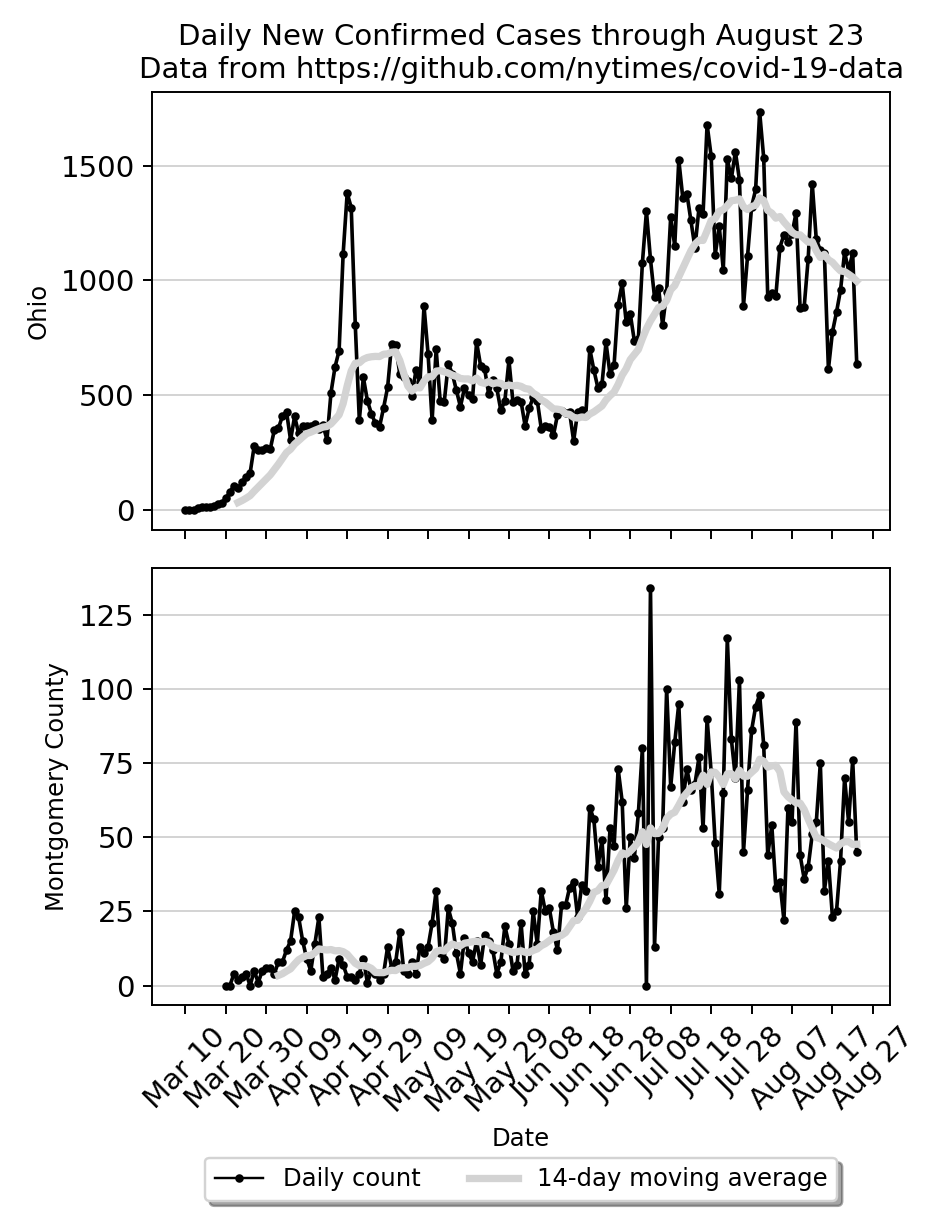 Daily New Confirmed Cases through August 23
Data from https://github.com/nytimes/covid-19-data
1500
1000
500
0
Ohio
125
100
75
50
25
0
Montgomery County
Mar 10
Mar 20
Mar 30
Apr 09
Apr 19
Apr 29
May 09
May 19
May 29
Jun 08
Jun 18
Jun 28
Jul 08
Jul 18
Jul 28
Aug 07
Aug 17
Aug 27
Date
Daily count
14-day moving average